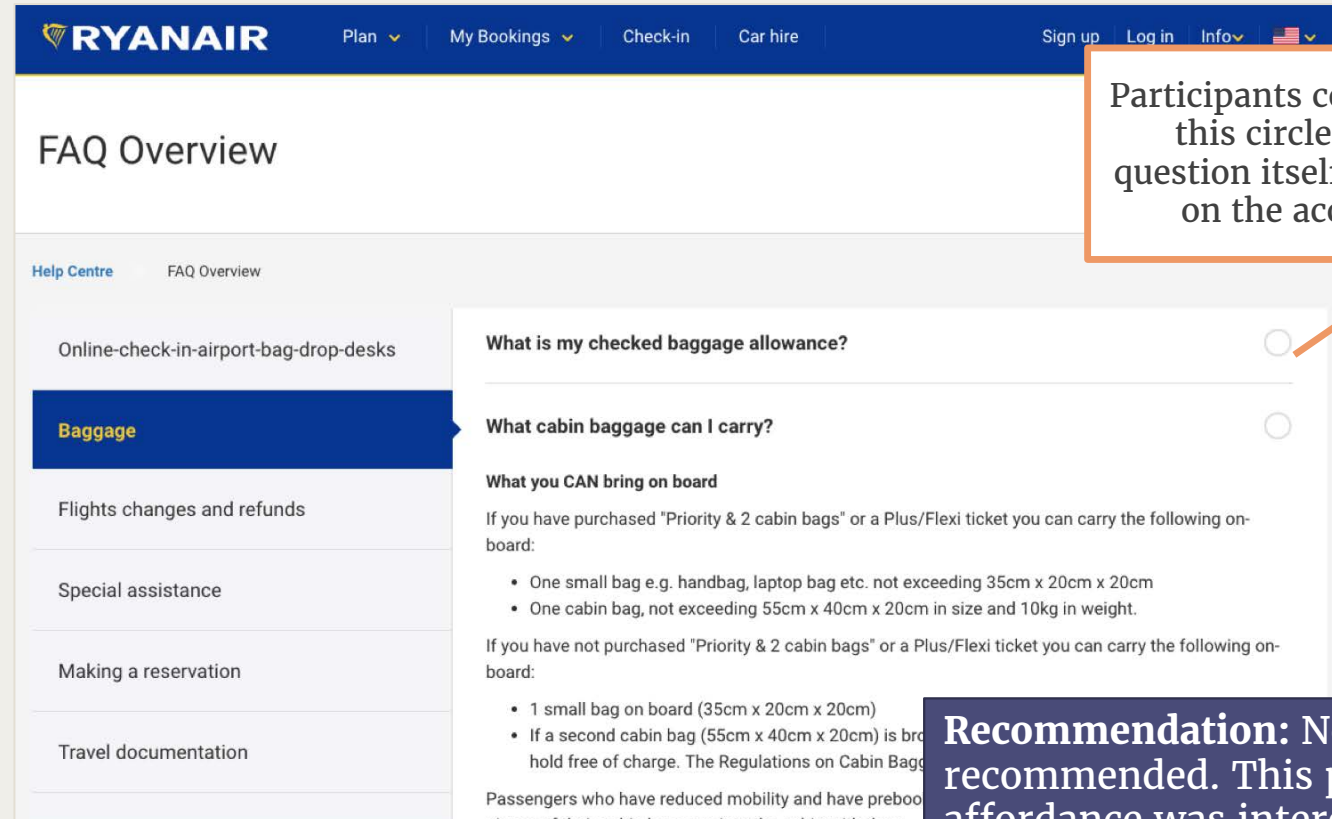 RYANAIR
Plan
My Bookings
Check-in
Car hire
Sign up
Log in
Info
FAQ Overview
Participants
this circle
question
on the
Help Centre
FAQ Overview
Online-check-in-airport-bag-drop-desks
Baggage
Flights changes and refunds
Special assistance
Making a reservation
Travel documentation
What is my checked baggage allowance?
What cabin baggage can I carry?
What you CAN bring on board
If you have purchased "Priority & 2 cabin bags" or a Plus/Flexi ticket you can carry the following on-
board:
• One small bag e.g. handbag, laptop bag etc. not exceeding 35cm x 20cm x 20cm
• One cabin bag, not exceeding 55cm x 40cm x 20cm in size and 10kg in weight.
If you have not purchased "Priority & 2 cabin bags" or a Plus/Flexi ticket you can carry the following on-
board:
• 1 small bag on board (35cm x 20cm x 20cm)
• If a second cabin bag (55cm x 40cm x 20cm) is
hold free of charge. The Regulations on Cabin
Passengers who have reduced mobility and have
Recommendation:
recommended. This
affordance was